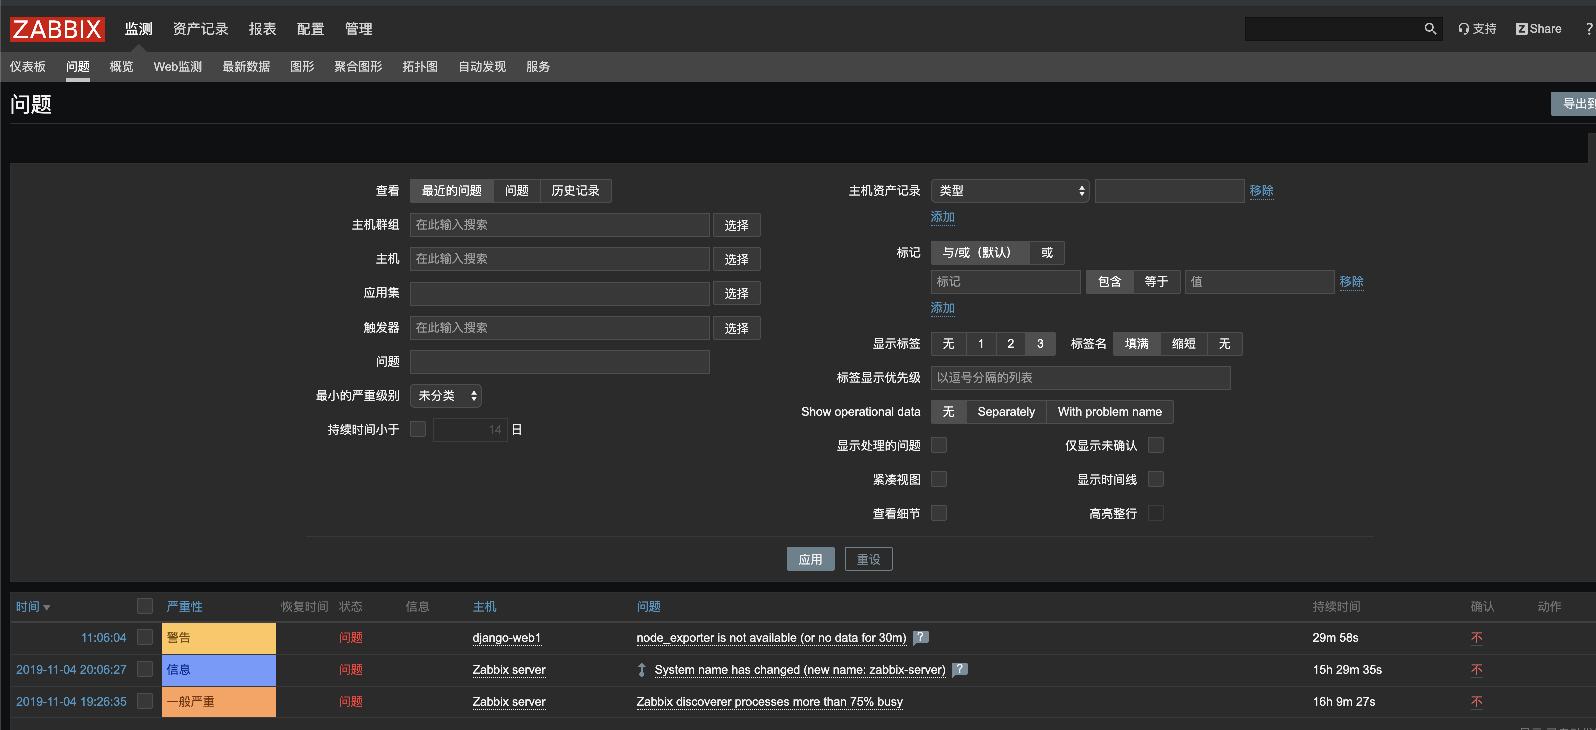 ZABBIX 监测 资产记录 报表 配置 管理 支持 Z Share ?
仪表板 问题 概览 Web监测 最新数据 图形 聚合图形 拓扑图 自动发现 服务
问题 导出到
查看 最近的问题 问题 历史记录 主机资产记录 类型 移除
添加
主机群组 在此输入搜索 选择
主机 在此输入搜索 选择 标记 与/或（默认） 或
标记 包含 等于 值 移除
应用集 选择
添加
触发器 在此输入搜索 选择
显示标签 无 1 2 3 标签名 填满 缩短 无
问题
标签显示优先级 以逗号分隔的列表
最小的严重级别 未分类
Show operational data 无 Separately With problem name
持续时间小于 14 日
显示处理的问题 仅显示未确认
紧凑视图 显示时间线
查看细节 高亮整行
应用 重设
时间 严重性 恢复时间 状态 信息 主机 问题 持续时间 确认 动作
11:06:04 警告 问题 django-web1 node_exporter is not available (or no data for 30m) ? 29m 58s 不
2019-11-04 20:06:27 信息 问题 Zabbix server System name has changed (new name: zabbix-server) ? 15h 29m 35s 不
2019-11-04 19:26:35 一般严重 问题 Zabbix server Zabbix discoverer processes more than 75% busy 16h 9m 27s 不